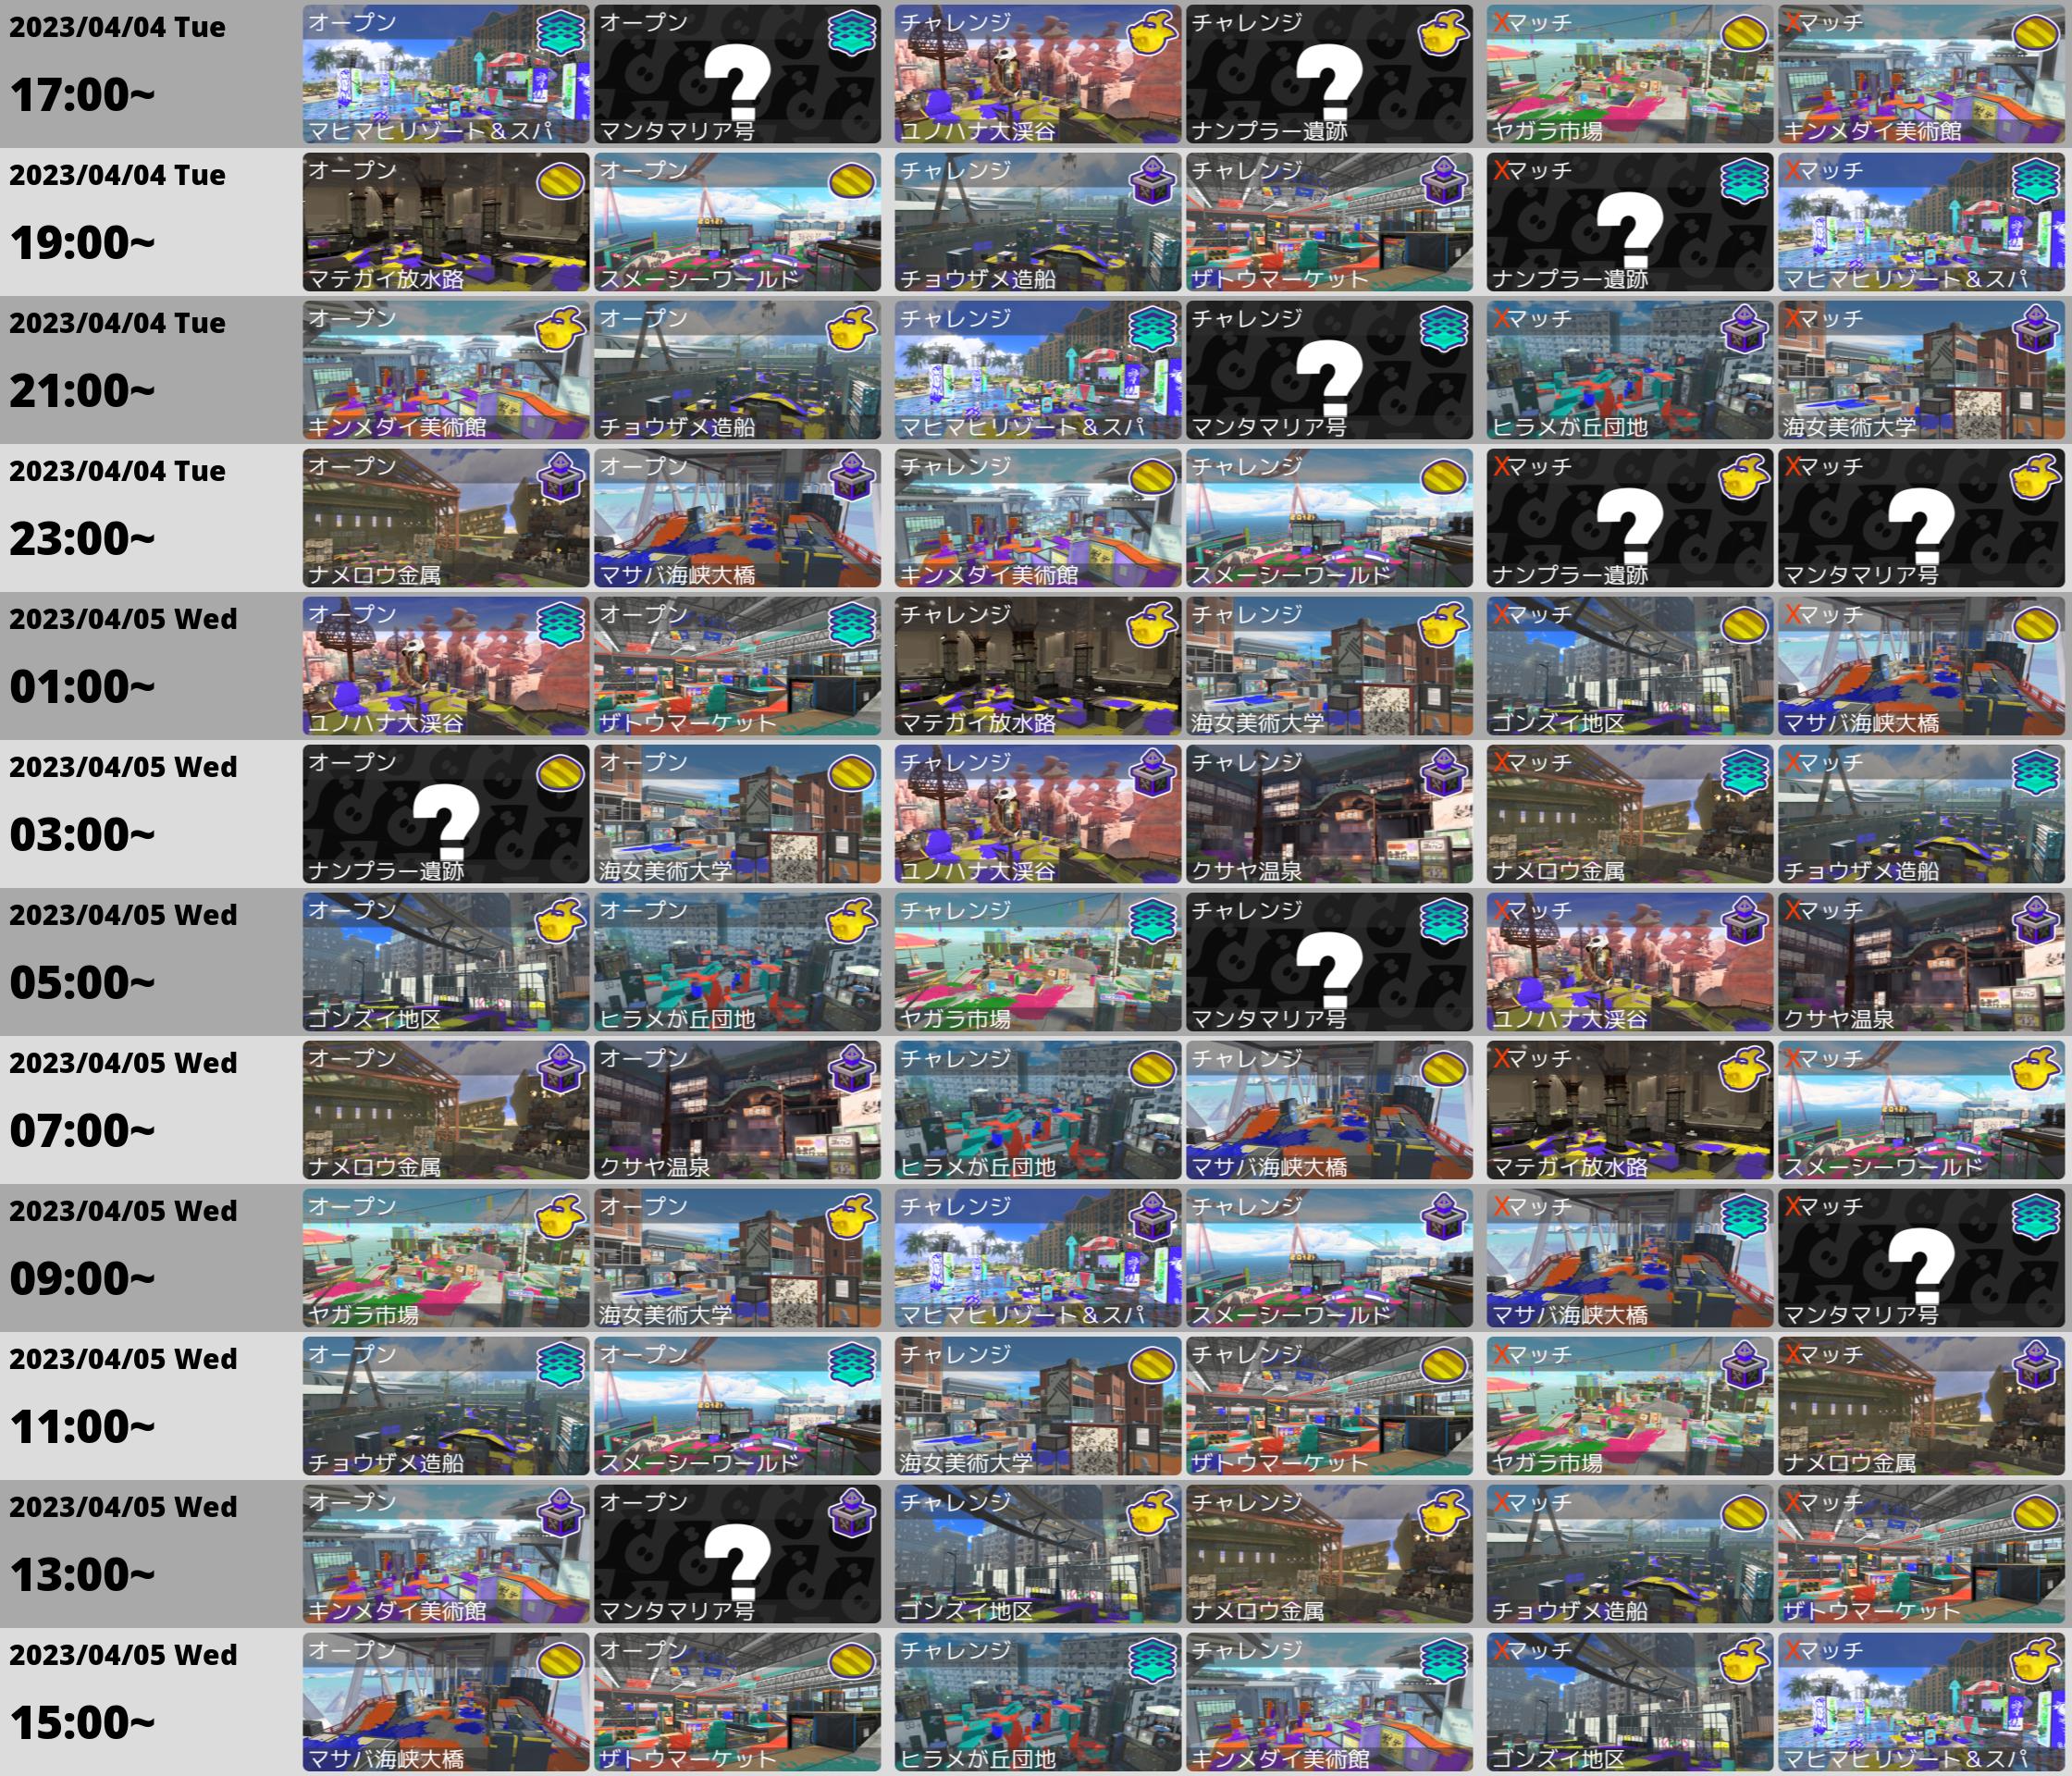 2023/04/04 Tue
17:00~
オープン
マヒマヒリゾート&スパ
オープン
?
マンタマリア号
チャレンジ
ユノハナ大渓谷
チャレンジ
?
ナンプラー遺跡
Xマッチ
ヤガラ市場
Xマッチ
キンメダイ美術館
2023/04/04 Tue
19:00~
オープン
マテガイ放水路
オープン
スメーシーワールド
チャレンジ
チョウザメ造船
チャレンジ
ザトウマーケット
Xマッチ
?
ナンプラー遺跡
Xマッチ
マヒマヒリゾート&スパ
2023/04/04 Tue
21:00~
オープン
キンメダイ美術館
オープン
チョウザメ造船
チャレンジ
マヒマヒリゾート&スパ
チャレンジ
?
マンタマリア号
Xマッチ
ヒラメが丘団地
Xマッチ
海女美術大学
2023/04/04 Tue
23:00~
オープン
ナメロウ金属
オープン
マサバ海峡大橋
チャレンジ
キンメダイ美術館
チャレンジ
スメーシーワールド
Xマッチ
?
ナンプラー遺跡
Xマッチ
?
マンタマリア号
2023/04/05 Wed
01:00~
オープン
ユノハナ大渓谷
オープン
ザトウマーケット
チャレンジ
マテガイ放水路
チャレンジ
海女美術大学
Xマッチ
ゴンズイ地区
Xマッチ
マサバ海峡大橋
2023/04/05 Wed
03:00~
オープン
?
ナンプラー遺跡
オープン
海女美術大学
チャレンジ
ユノハナ大渓谷
チャレンジ
クサヤ温泉
Xマッチ
ナメロウ金属
Xマッチ
チョウザメ造船
2023/04/05 Wed
05:00~
オープン
ゴンズイ地区
オープン
ヒラメが丘団地
チャレンジ
ヤガラ市場
チャレンジ
?
マンタマリア号
Xマッチ
ユノハナ大渓谷
Xマッチ
クサヤ温泉
2023/04/05 Wed
07:00~
オープン
ナメロウ金属
オープン
クサヤ温泉
チャレンジ
ヒラメが丘団地
チャレンジ
マサバ海峡大橋
Xマッチ
マテガイ放水路
Xマッチ
スメーシーワールド
2023/04/05 Wed
09:00~
オープン
ヤガラ市場
オープン
海女美術大学
チャレンジ
マヒマヒリゾート&スパ
チャレンジ
スメーシーワールド
Xマッチ
マサバ海峡大橋
Xマッチ
?
マンタマリア号
2023/04/05 Wed
11:00~
オープン
チョウザメ造船
オープン
スメーシーワールド
チャレンジ
海女美術大学
チャレンジ
ザトウマーケット
Xマッチ
ヤガラ市場
Xマッチ
ナメロウ金属
2023/04/05 Wed
13:00~
オープン
キンメダイ美術館
オープン
?
マンタマリア号
チャレンジ
ゴンズイ地区
チャレンジ
ナメロウ金属
Xマッチ
チョウザメ造船
Xマッチ
ザトウマーケット
2023/04/05 Wed
15:00~
オープン
マサバ海峡大橋
オープン
ザトウマーケット
チャレンジ
ヒラメが丘団地
チャレンジ
キンメダイ美術館
Xマッチ
ゴンズイ地区
Xマッチ
マヒマヒリゾート&スパ